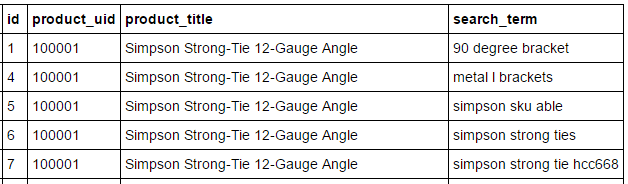 id product_uid product_title search_term
1 100001 Simpson Strong-Tie 12-Gauge Angle 90 degree bracket
4 100001 Simpson Strong-Tie 12-Gauge Angle metal l brackets
5 100001 Simpson Strong-Tie 12-Gauge Angle simpson sku able
6 100001 Simpson Strong-Tie 12-Gauge Angle simpson strong ties
7 100001 Simpson Strong-Tie 12-Gauge Angle simpson strong tie hcc668